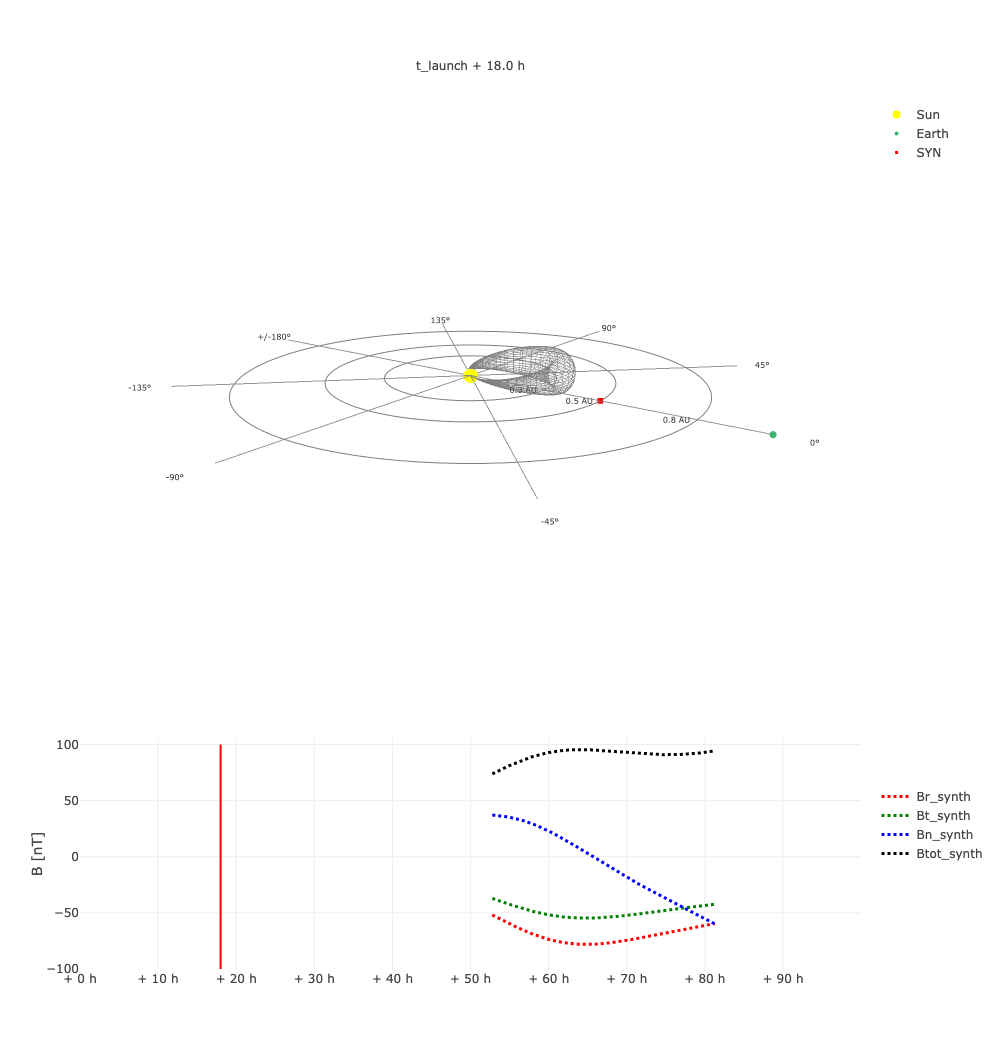 t_launch + 18.0 h
Sun
Earth
SYN
135°
90°
+/-180°
45°
-135°
0.3 AU
0.5 AU
0.8 AU
0°
-90°
-45°
B [nT]
100
50
0
−50
−100
+ 0 h
+ 10 h
+ 20 h
+ 30 h
+ 40 h
+ 50 h
+ 60 h
+ 70 h
+ 80 h
+ 90 h
Br_synth
Bt_synth
Bn_synth
Btot_synth